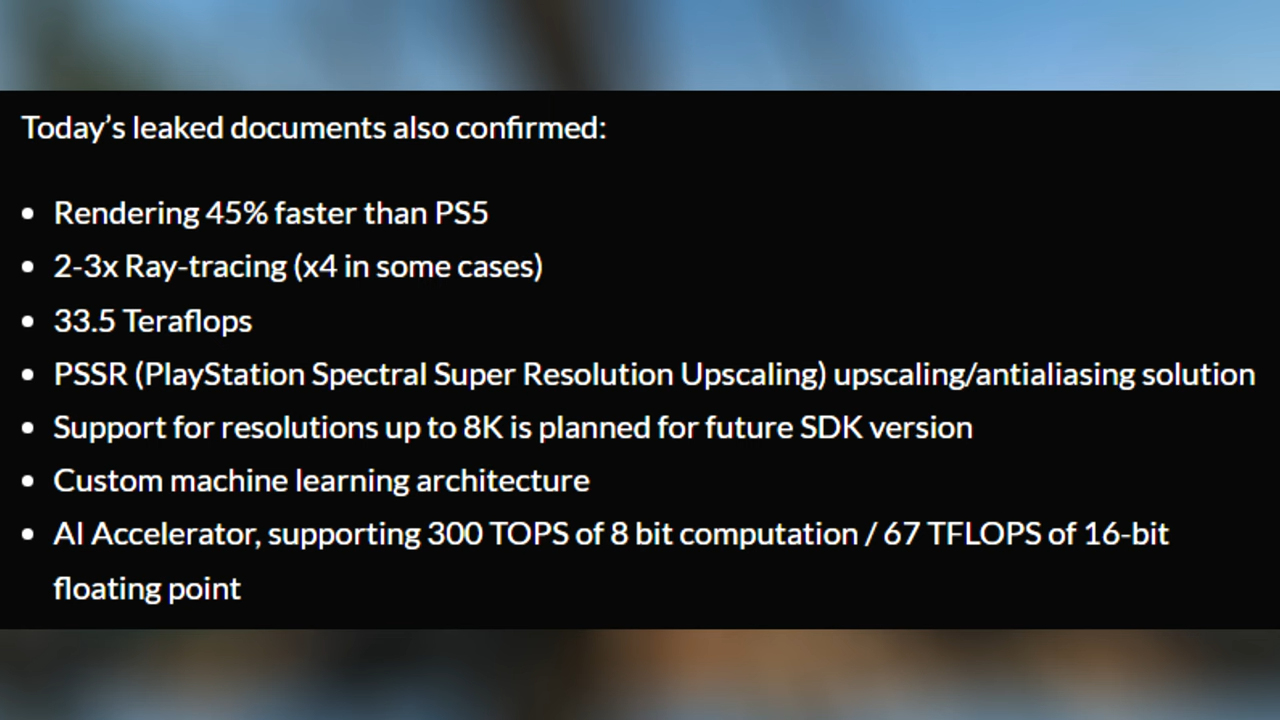 Today’s leaked documents also confirmed:
• Rendering 45% faster than PS5
• 2-3x Ray-tracing (x4 in some cases)
• 33.5 Teraflops
• PSSR (PlayStation Spectral Super Resolution Upscaling) upscaling/antialiasing solution
• Support for resolutions up to 8K is planned for future SDK version
• Custom machine learning architecture
• AI Accelerator, supporting 300 TOPS of 8 bit computation / 67 TFLOPS of 16-bit
floating point